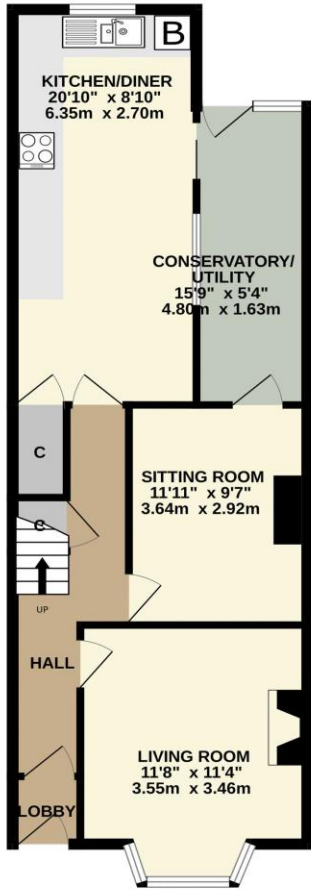 B
KITCHEN/DINER
20'10" x 8'10"
6.35m x 2.70m
CONSERVATORY/
UTILITY
15'9" x 5'4"
4.80m x 1.63m
C
SITTING ROOM
11'11" x 9'7"
3.64m x 2.92m
C
UP
HALL
LIVING ROOM
11'8" x 11'4"
3.55m x 3.46m
LOBBY